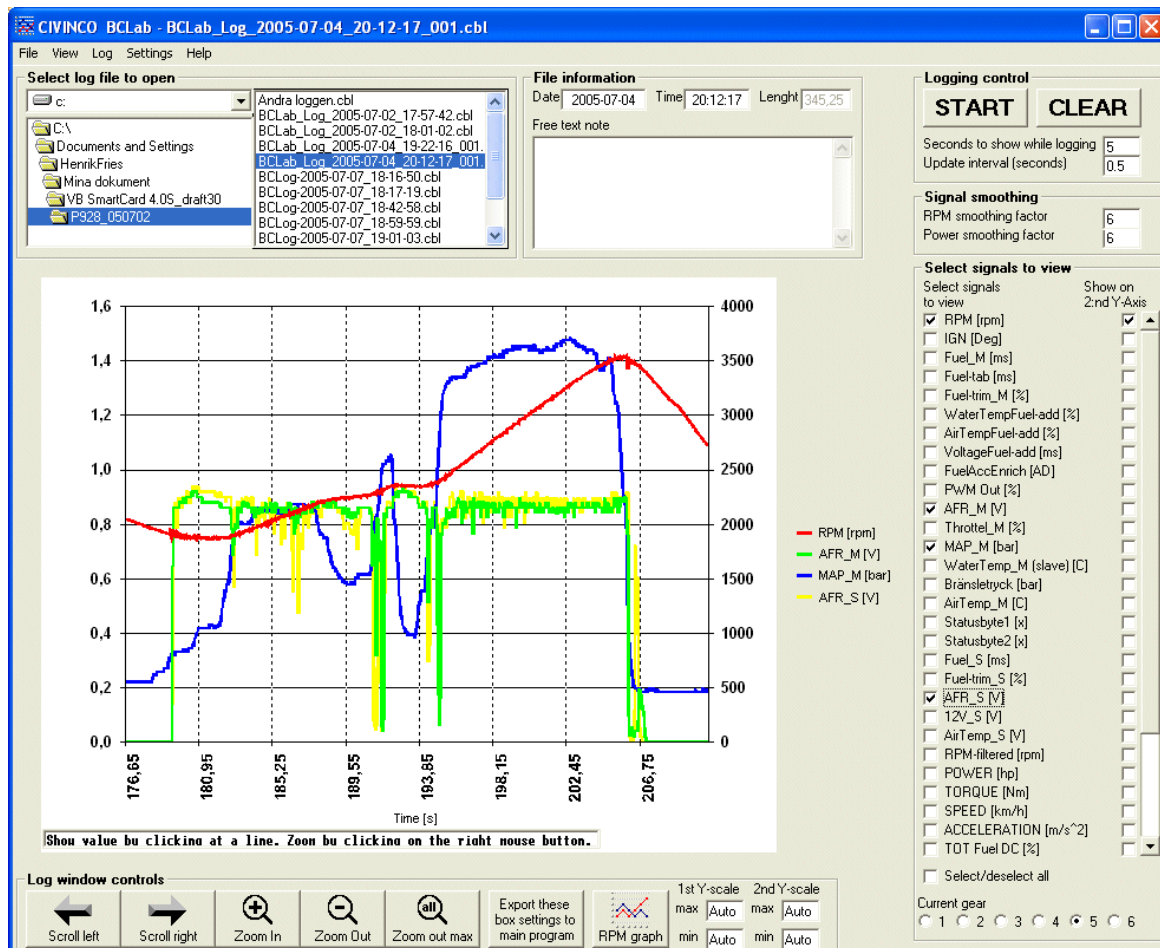 CIVINCO BCLab - BCLab_Log_2005-07-04_20-12-17_001.cbl
File View Log Settings Help
Select log file to open
c:
C:\
Documents and Settings
HenrikFries
Mina dokument
VB SmartCard 4.0S_draft30
P928_050702
Andra loggen.cbl
BCLab_Log_2005-07-02_17-57-42.cbl
BCLab_Log_2005-07-02_18-01-02.cbl
BCLab_Log_2005-07-04_19-22-16_001.
BCLab_Log_2005-07-04_20-12-17_001.
BCLog-2005-07-07_18-16-50.cbl
BCLog-2005-07-07_18-17-19.cbl
BCLog-2005-07-07_18-42-58.cbl
BCLog-2005-07-07_18-59-59.cbl
BCLog-2005-07-07_19-01-03.cbl
File information
Date 2005-07-04 Time 20:12:17 Lenght 345,25
Free text note
Logging control
START CLEAR
Seconds to show while logging 5
Update interval (seconds) 0.5
Signal smoothing
RPM smoothing factor 6
Power smoothing factor 6
Select signals to view
Select signals to view
Show on 2:nd Y-Axis
RPM [rpm]
IGN [Deg]
Fuel_M [ms]
Fuel-tab [ms]
Fuel-trim_M [%]
WaterTempFuel-add [%]
AirTempFuel-add [%]
VoltageFuel-add [ms]
FuelAccEnrich [AD]
PWM Out [%]
AFR_M [V]
Throttel_M [%]
MAP_M [bar]
WaterTemp_M (slave) [C]
Bränsletryck [bar]
AirTemp_M [C]
Statusbyte1 [x]
Statusbyte2 [x]
Fuel_S [ms]
Fuel-trim_S [%]
AFR_S [V]
12V_S [V]
AirTemp_S [V]
RPM-filtered [rpm]
POWER [hp]
TORQUE [Nm]
SPEED [km/h]
ACCELERATION [m/s^2]
TOT Fuel DC [%]
Select/deselect all
Current gear
1 2 3 4 5 6
1,6
1,4
1,2
1,0
0,8
0,6
0,4
0,2
0,0
4000
3500
3000
2500
2000
1500
1000
500
0
176,65
180,95
185,25
189,55
193,85
198,15
202,45
206,75
Time [s]
RPM [rpm]
AFR_M [V]
MAP_M [bar]
AFR_S [V]
Show value by clicking at a line. Zoom by clicking on the right mouse button.
Log window controls
Scroll left
Scroll right
Zoom In
Zoom Out
all
Zoom out max
Export these
box settings to
main program
RPM graph
1st Y-scale 2nd Y-scale
max Auto max Auto
min Auto min Auto